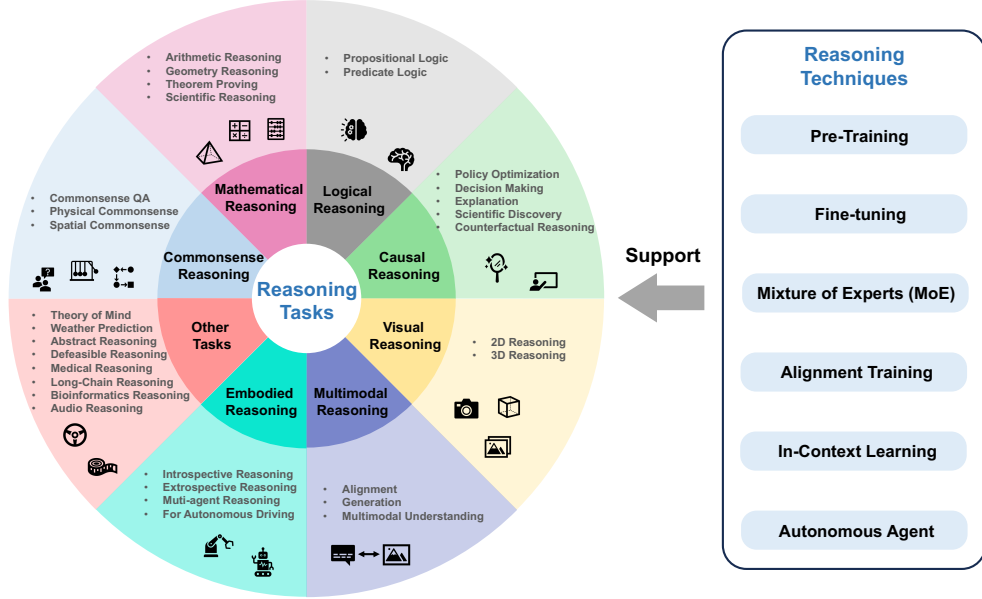 • Arithmetic Reasoning
• Geometry Reasoning
• Theorem Proving
• Scientific Reasoning
Mathematical
Reasoning
• Propositional Logic
• Predicate Logic
Logical
Reasoning
• Policy Optimization
• Decision Making
• Explanation
• Scientific Discovery
• Counterfactual Reasoning
Causal
Reasoning
• 2D Reasoning
• 3D Reasoning
Visual
Reasoning
• Alignment
• Generation
• Multimodal Understanding
Multimodal
Reasoning
• Introspective Reasoning
• Extrospective Reasoning
• Muti-agent Reasoning
• For Autonomous Driving
Embodied
Reasoning
• Theory of Mind
• Weather Prediction
• Abstract Reasoning
• Defeasible Reasoning
• Medical Reasoning
• Long-Chain Reasoning
• Bioinformatics Reasoning
• Audio Reasoning
Other
Tasks
• Commonsense QA
• Physical Commonsense
• Spatial Commonsense
?
Commonsense
Reasoning
Reasoning
Tasks
Support
Reasoning
Techniques
Pre-Training
Fine-tuning
Mixture of Experts (MoE)
Alignment Training
In-Context Learning
Autonomous Agent